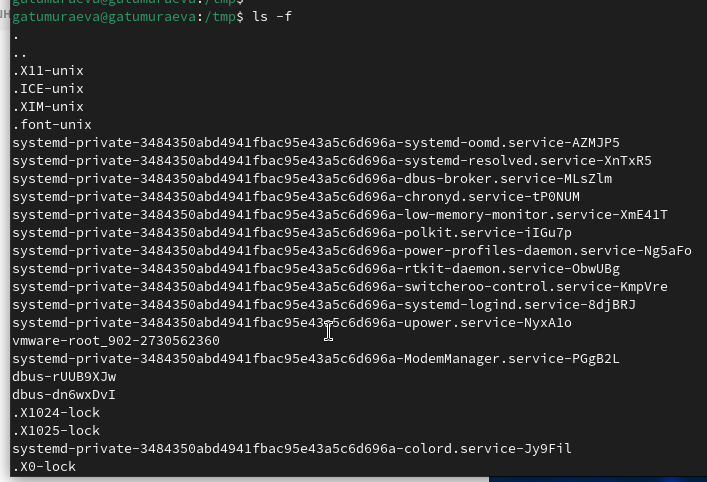 gatumuraeva@gatumuraeva:/tmp$
gatumuraeva@gatumuraeva:/tmp$ ls -f
.
..
.X11-unix
.ICE-unix
.XIM-unix
.font-unix
systemd-private-3484350abd4941fbac95e43a5c6d696a-systemd-oomd.service-AZMJP5
systemd-private-3484350abd4941fbac95e43a5c6d696a-systemd-resolved.service-XnTxR5
systemd-private-3484350abd4941fbac95e43a5c6d696a-dbus-broker.service-MLsZlm
systemd-private-3484350abd4941fbac95e43a5c6d696a-chronyd.service-tP0NUM
systemd-private-3484350abd4941fbac95e43a5c6d696a-low-memory-monitor.service-XmE41T
systemd-private-3484350abd4941fbac95e43a5c6d696a-polkit.service-iIGu7p
systemd-private-3484350abd4941fbac95e43a5c6d696a-power-profiles-daemon.service-Ng5aFo
systemd-private-3484350abd4941fbac95e43a5c6d696a-rtkit-daemon.service-ObwUBg
systemd-private-3484350abd4941fbac95e43a5c6d696a-switcheroo-control.service-KmpVre
systemd-private-3484350abd4941fbac95e43a5c6d696a-systemd-logind.service-8djBRJ
systemd-private-3484350abd4941fbac95e43a5c6d696a-upower.service-NyxA1o
vmware-root_902-2730562360
systemd-private-3484350abd4941fbac95e43a5c6d696a-ModemManager.service-PGgB2L
dbus-rUUB9XJw
dbus-dn6wxDvI
.X1024-lock
.X1025-lock
systemd-private-3484350abd4941fbac95e43a5c6d696a-colord.service-Jy9Fil
.X0-lock